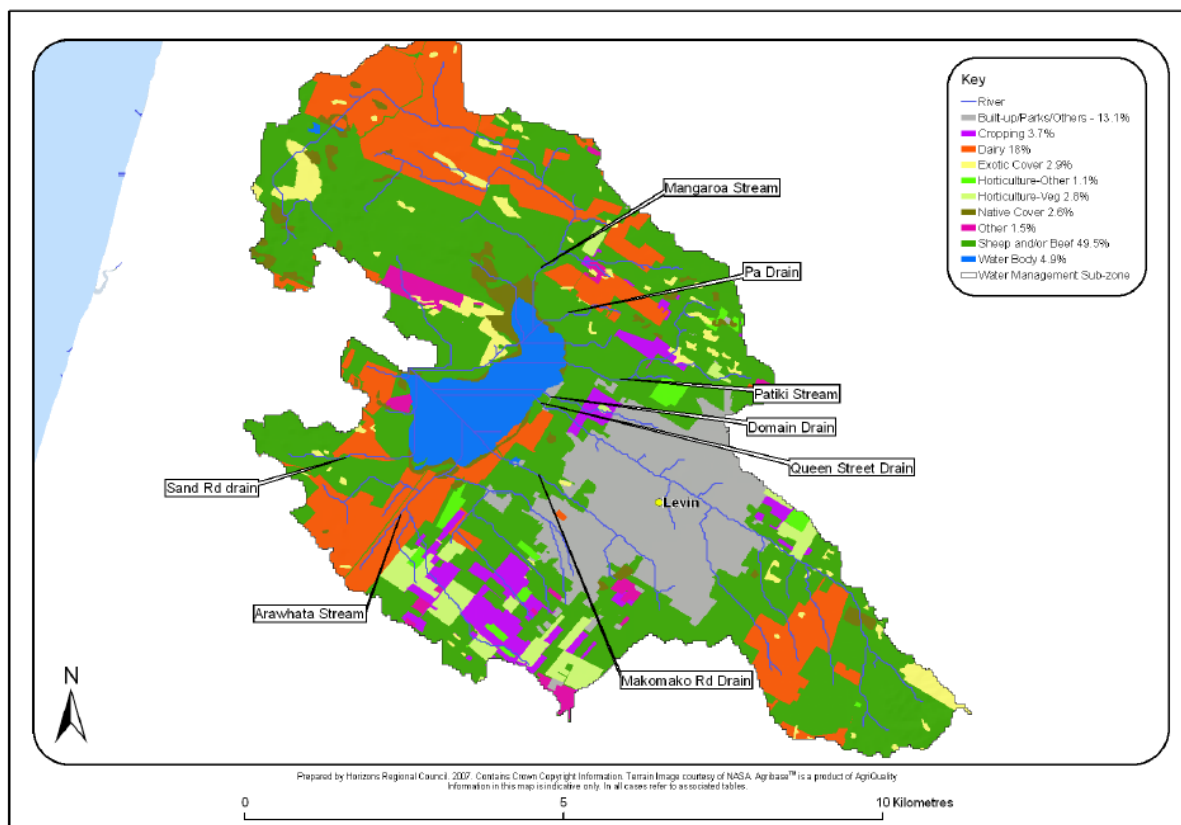 Key
River
Built-up/Parks/Others - 13.1%
Cropping 3.7%
Dairy 18%
Exotic Cover 2.9%
Horticulture-Other 1.1%
Horticulture-Veg 2.8%
Native Cover 2.6%
Other 1.5%
Sheep and/or Beef 49.5%
Water Body 4.9%
Water Management Sub-zone
Mangaroa Stream
Pa Drain
Patiki Stream
Domain Drain
Queen Street Drain
Sand Rd drain
Levin
Arawhata Stream
Makomako Rd Drain
N
Prepared by Horizons Regional Council, 2007. Contains Crown Copyright Information. Terrain Image courtesy of NASA. Agribase™ is a product of AgriQuality
Information in this map is indicative only. In all cases refer to associated tables.
0 5 10 Kilometres